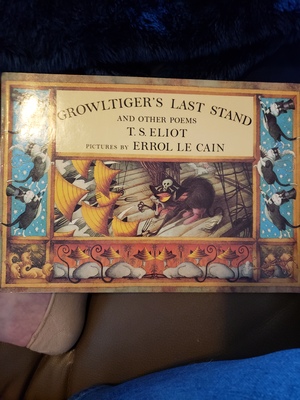 GROWLTIGER'S LAST STAND
AND OTHER POEMS
T. S. ELIOT
PICTURES BY ERROL LE CAIN